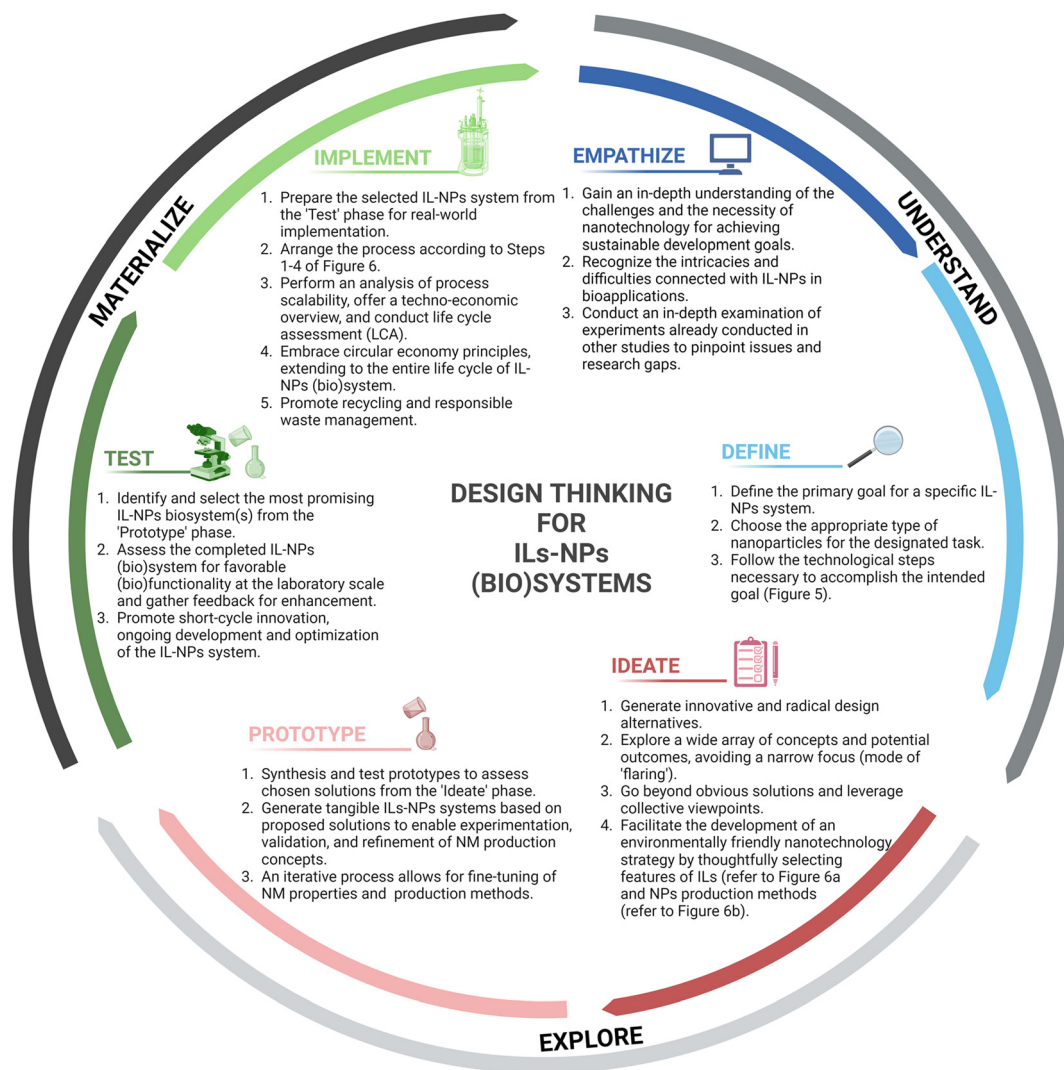 DESIGN THINKING
FOR
ILs-NPs
(BIO)SYSTEMS
UNDERSTAND
EMPATHIZE
1. Gain an in-depth understanding of the
challenges and the necessity of
nanotechnology for achieving
sustainable development goals.
2. Recognize the intricacies and
difficulties connected with IL-NPs in
bioapplications.
3. Conduct an in-depth examination of
experiments already conducted in
other studies to pinpoint issues and
research gaps.
DEFINE
1. Define the primary goal for a specific IL-
NPs system.
2. Choose the appropriate type of
nanoparticles for the designated task.
3. Follow the technological steps
necessary to accomplish the intended
goal (Figure 5).
EXPLORE
IDEATE
1. Generate innovative and radical design
alternatives.
2. Explore a wide array of concepts and potential
outcomes, avoiding a narrow focus (mode of
'flaring').
3. Go beyond obvious solutions and leverage
collective viewpoints.
4. Facilitate the development of an
environmentally friendly nanotechnology
strategy by thoughtfully selecting
features of ILs (refer to Figure 6a
and NPs production methods
(refer to Figure 6b).
PROTOTYPE
1. Synthesis and test prototypes to assess
chosen solutions from the 'Ideate' phase.
2. Generate tangible ILs-NPs systems based on
proposed solutions to enable experimentation,
validation, and refinement of NM production
concepts.
3. An iterative process allows for fine-tuning of
NM properties and production methods.
MATERIALIZE
TEST
1. Identify and select the most promising
IL-NPs biosystem(s) from the
'Prototype' phase.
2. Assess the completed IL-NPs
(bio)system for favorable
(bio)functionality at the laboratory scale
and gather feedback for enhancement.
3. Promote short-cycle innovation,
ongoing development and optimization
of the IL-NPs system.
IMPLEMENT
1. Prepare the selected IL-NPs system from
the 'Test' phase for real-world
implementation.
2. Arrange the process according to Steps
1-4 of Figure 6.
3. Perform an analysis of process
scalability, offer a techno-economic
overview, and conduct life cycle
assessment (LCA).
4. Embrace circular economy principles,
extending to the entire life cycle of IL-
NPs (bio)system.
5. Promote recycling and responsible
waste management.